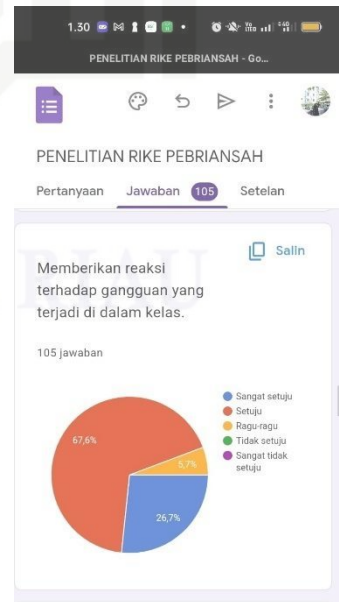 1.30
PENELITIAN RIKE PEBRIANSAH - Go...
PENELITIAN RIKE PEBRIANSAH
Pertanyaan Jawaban 105 Setelan
Salin
Memberikan reaksi
terhadap gangguan yang
terjadi di dalam kelas.
105 jawaban
Sangat setuju
Setuju
Ragu-ragu
Tidak setuju
Sangat tidak
setuju
67,6%
5,7%
26,7%
RIAU